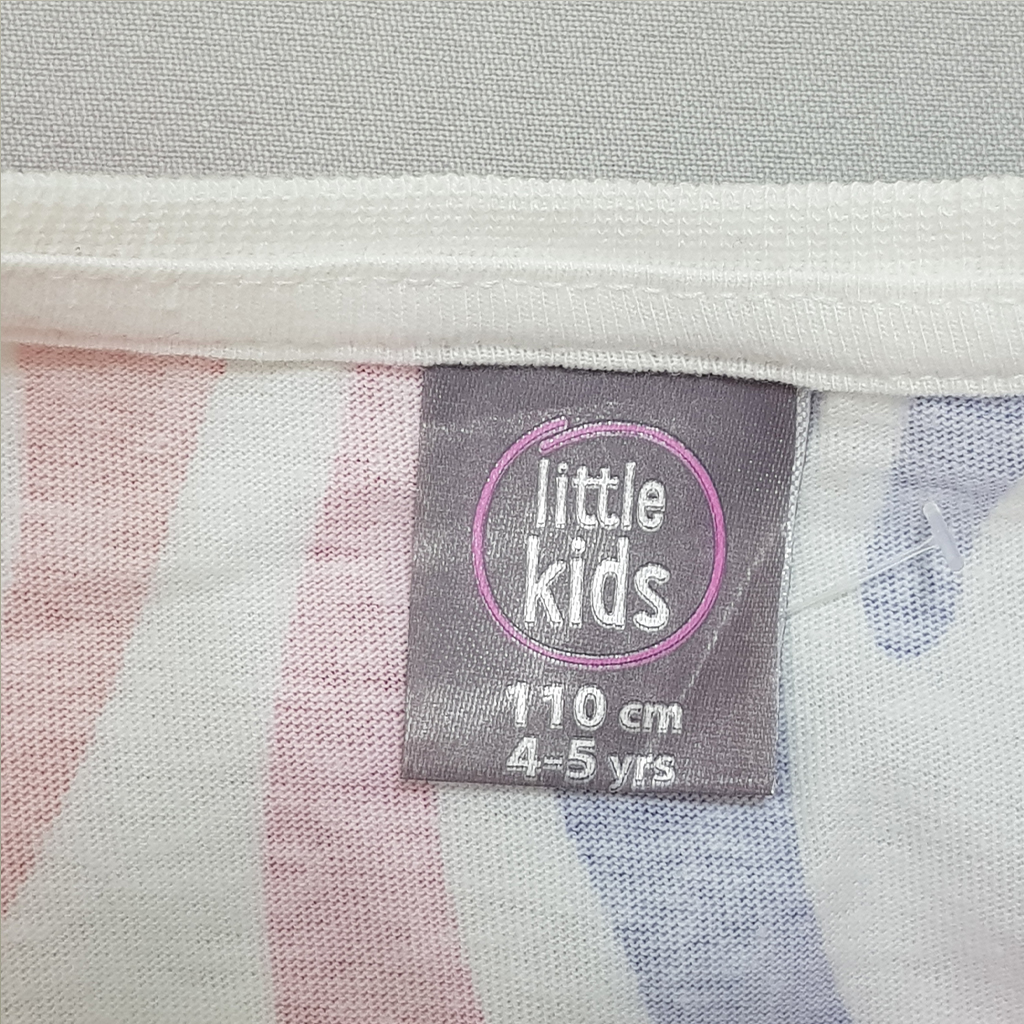 little
kids
110 cm
4-5 yrs